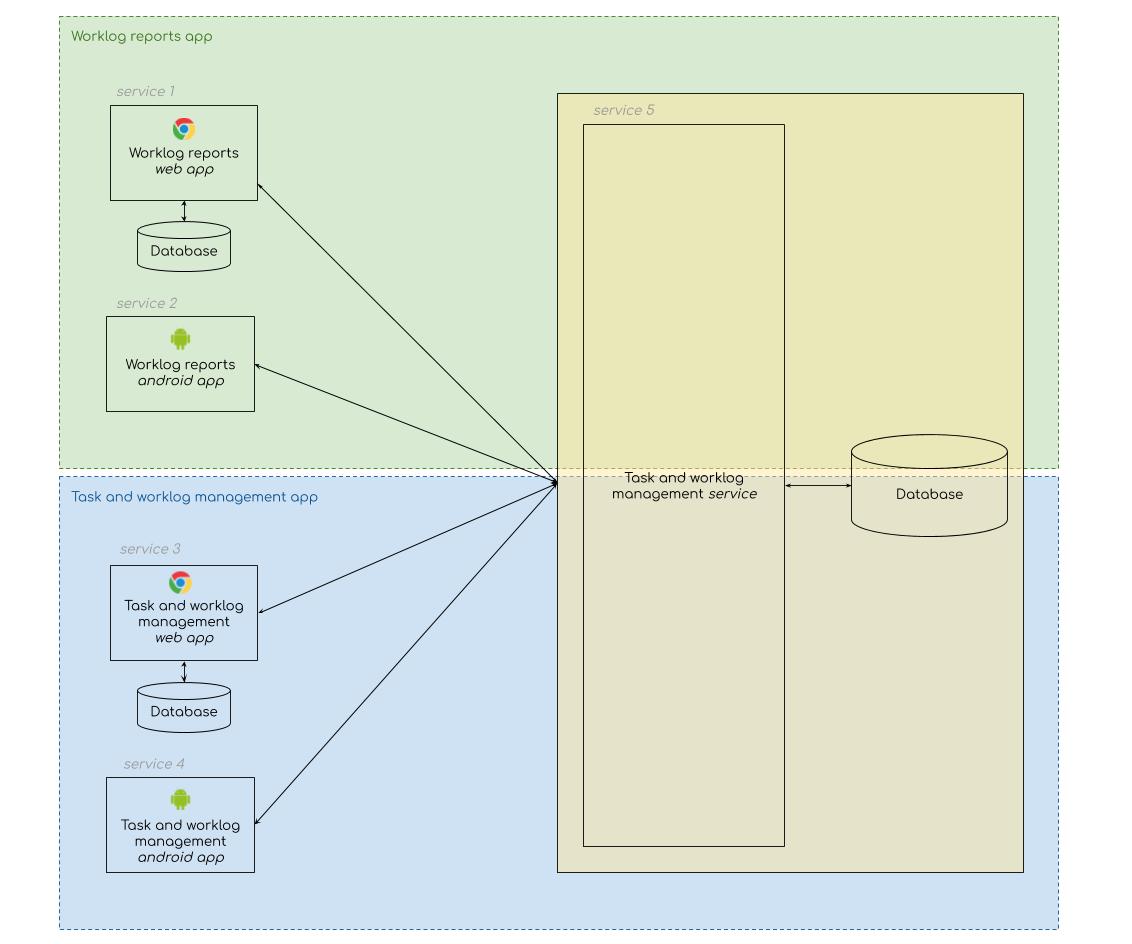 Worklog reports app
service 1
Worklog reports
web app
Database
service 2
Worklog reports
android app
service 5
Task and worklog
management service
Database
Task and worklog management app
service 3
Task and worklog
management
web app
Database
service 4
Task and worklog
management
android app